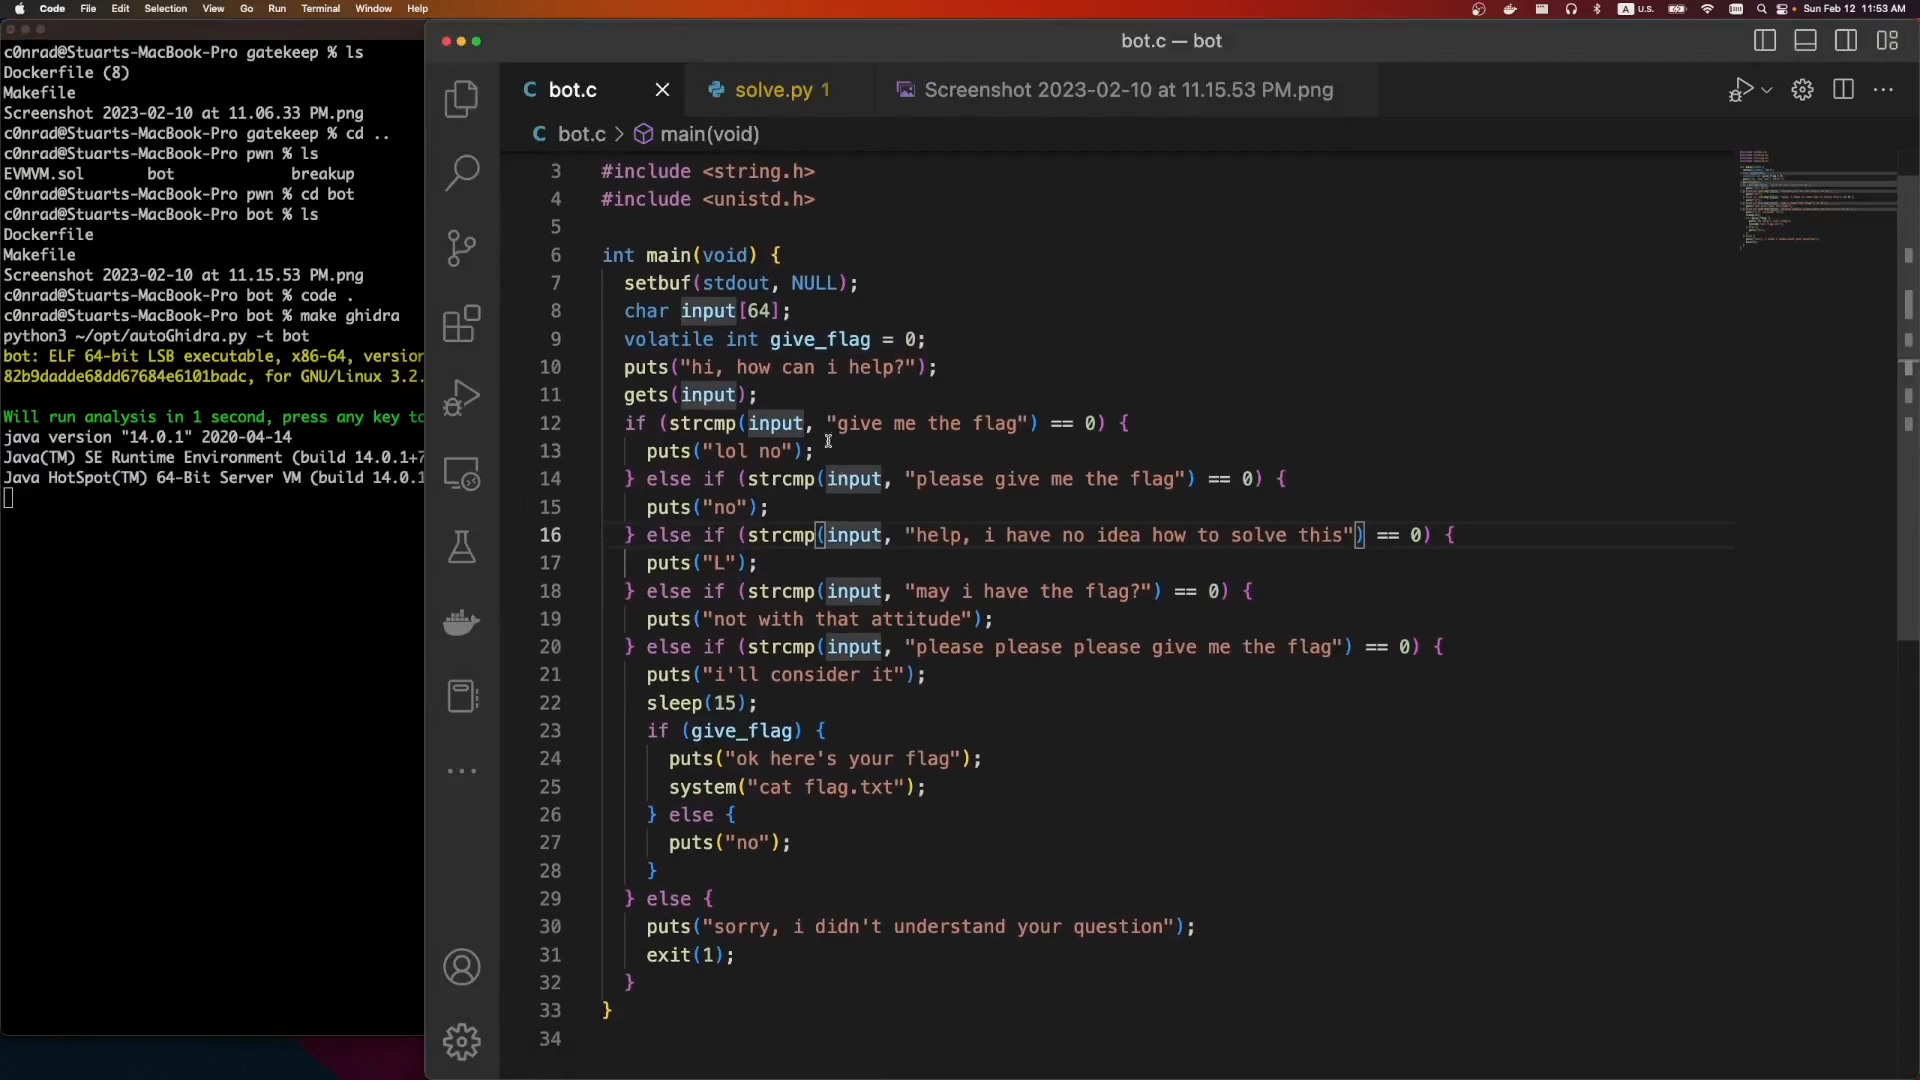 Code File Edit Selection View Go Run Terminal Window Help
A U.S. Sun Feb 12 11:53 AM
c0nrad@Stuarts-MacBook-Pro gatekeep % ls
Dockerfile (8)
Makefile
Screenshot 2023-02-10 at 11.06.33 PM.png
c0nrad@Stuarts-MacBook-Pro gatekeep % cd ..
c0nrad@Stuarts-MacBook-Pro pwn % ls
EVMVM.sol bot breakup
c0nrad@Stuarts-MacBook-Pro pwn % cd bot
c0nrad@Stuarts-MacBook-Pro bot % ls
Dockerfile
Makefile
Screenshot 2023-02-10 at 11.15.53 PM.png
c0nrad@Stuarts-MacBook-Pro bot % code .
c0nrad@Stuarts-MacBook-Pro bot % make ghidra
python3 ~/opt/autoGhidra.py -t bot
bot: ELF 64-bit LSB executable, x86-64, version
82b9dadde68dd67684e6101badc, for GNU/Linux 3.2.
Will run analysis in 1 second, press any key to
java version "14.0.1" 2020-04-14
Java(TM) SE Runtime Environment (build 14.0.1+7
Java HotSpot(TM) 64-Bit Server VM (build 14.0.1
bot.c — bot
C bot.c solve.py 1 Screenshot 2023-02-10 at 11.15.53 PM.png
C bot.c > main(void)
3 #include <string.h>
4 #include <unistd.h>
5
6 int main(void) {
7 setbuf(stdout, NULL);
8 char input[64];
9 volatile int give_flag = 0;
10 puts("hi, how can i help?");
11 gets(input);
12 if (strcmp(input, "give me the flag") == 0) {
13 puts("lol no");
14 } else if (strcmp(input, "please give me the flag") == 0) {
15 puts("no");
16 } else if (strcmp(input, "help, i have no idea how to solve this") == 0) {
17 puts("L");
18 } else if (strcmp(input, "may i have the flag?") == 0) {
19 puts("not with that attitude");
20 } else if (strcmp(input, "please please please give me the flag") == 0) {
21 puts("i'll consider it");
22 sleep(15);
23 if (give_flag) {
24 puts("ok here's your flag");
25 system("cat flag.txt");
26 } else {
27 puts("no");
28 }
29 } else {
30 puts("sorry, i didn't understand your question");
31 exit(1);
32 }
33 }
34